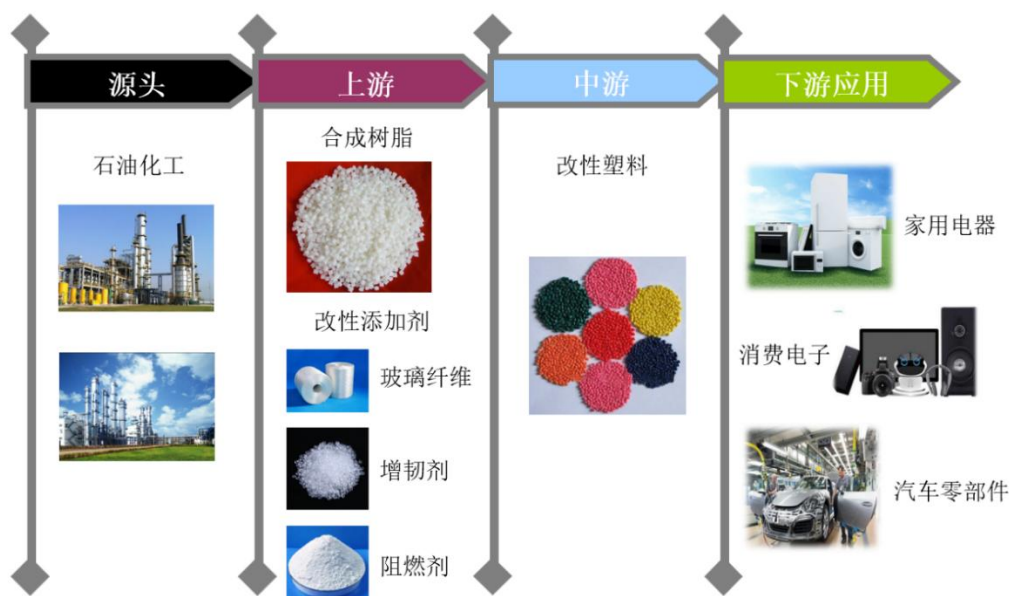 源头
上游
中游
下游应用
石油化工
合成树脂
改性添加剂
玻璃纤维
增韧剂
阻燃剂
改性塑料
家用电器
消费电子
汽车零部件